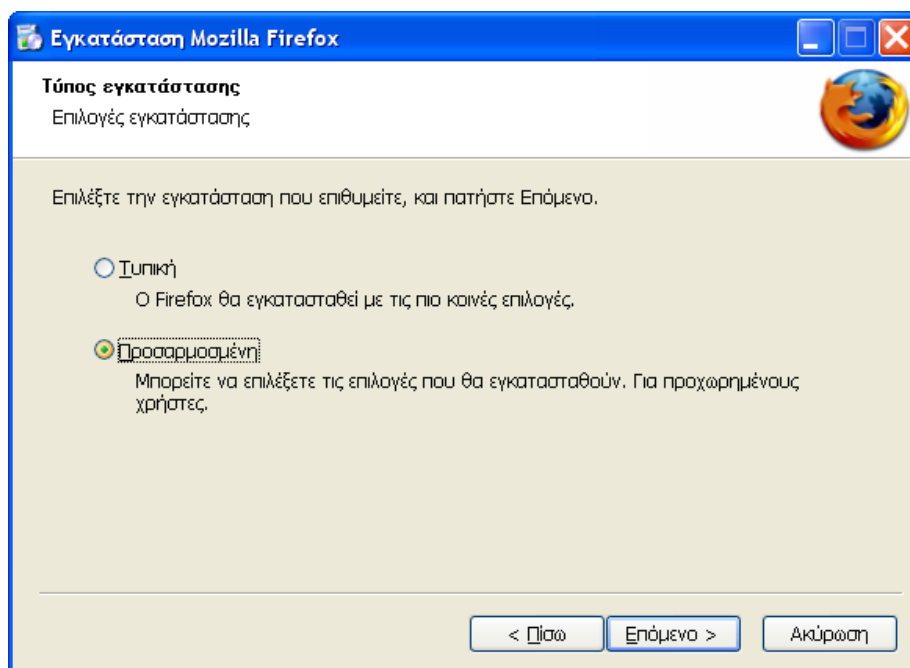 Εγκατάσταση Mozilla Firefox
Τύπος εγκατάστασης
Επιλογές εγκατάστασης
Επιλέξτε την εγκατάσταση που επιθυμείτε, και πατήστε Επόμενο.
Τυπική
Ο Firefox θα εγκατασταθεί με τις πιο κοινές επιλογές.
Προσαρμοσμένη
Μπορείτε να επιλέξετε τις επιλογές που θα εγκατασταθούν. Για προχωρημένους
χρήστες.
< Πίσω Επόμενο > Ακύρωση